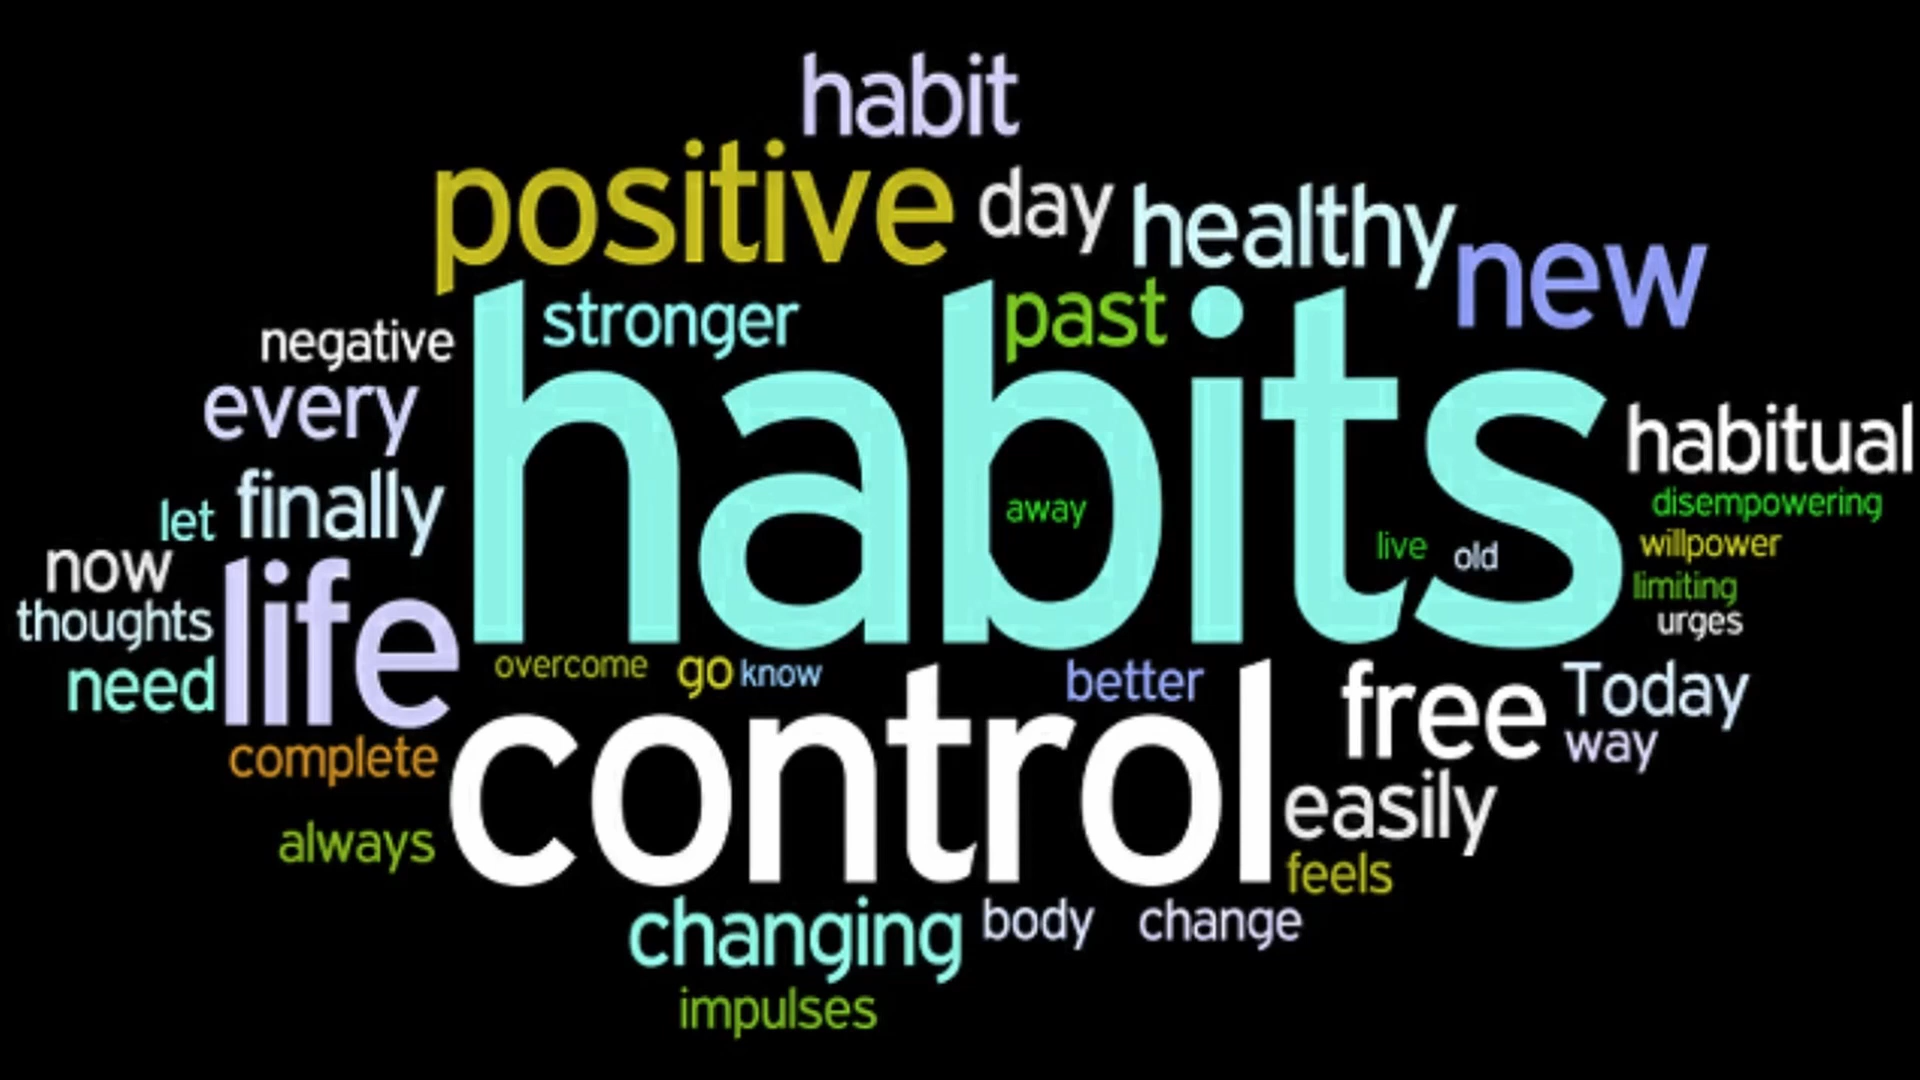 habit
positive day healthy new
negative stronger past
every habits habitual
let finally away disempowering
now live old willpower
thoughts life limiting
urges
need overcome go know better free Today
complete control way
always easily
feels
changing body change
impulses